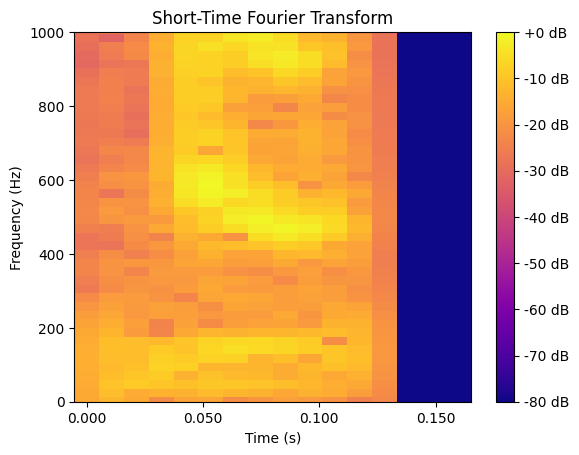 Short-Time Fourier Transform
1000
800
600
400
200
0
Frequency (Hz)
0.000
0.050
0.100
0.150
Time (s)
+0 dB
-10 dB
-20 dB
-30 dB
-40 dB
-50 dB
-60 dB
-70 dB
-80 dB